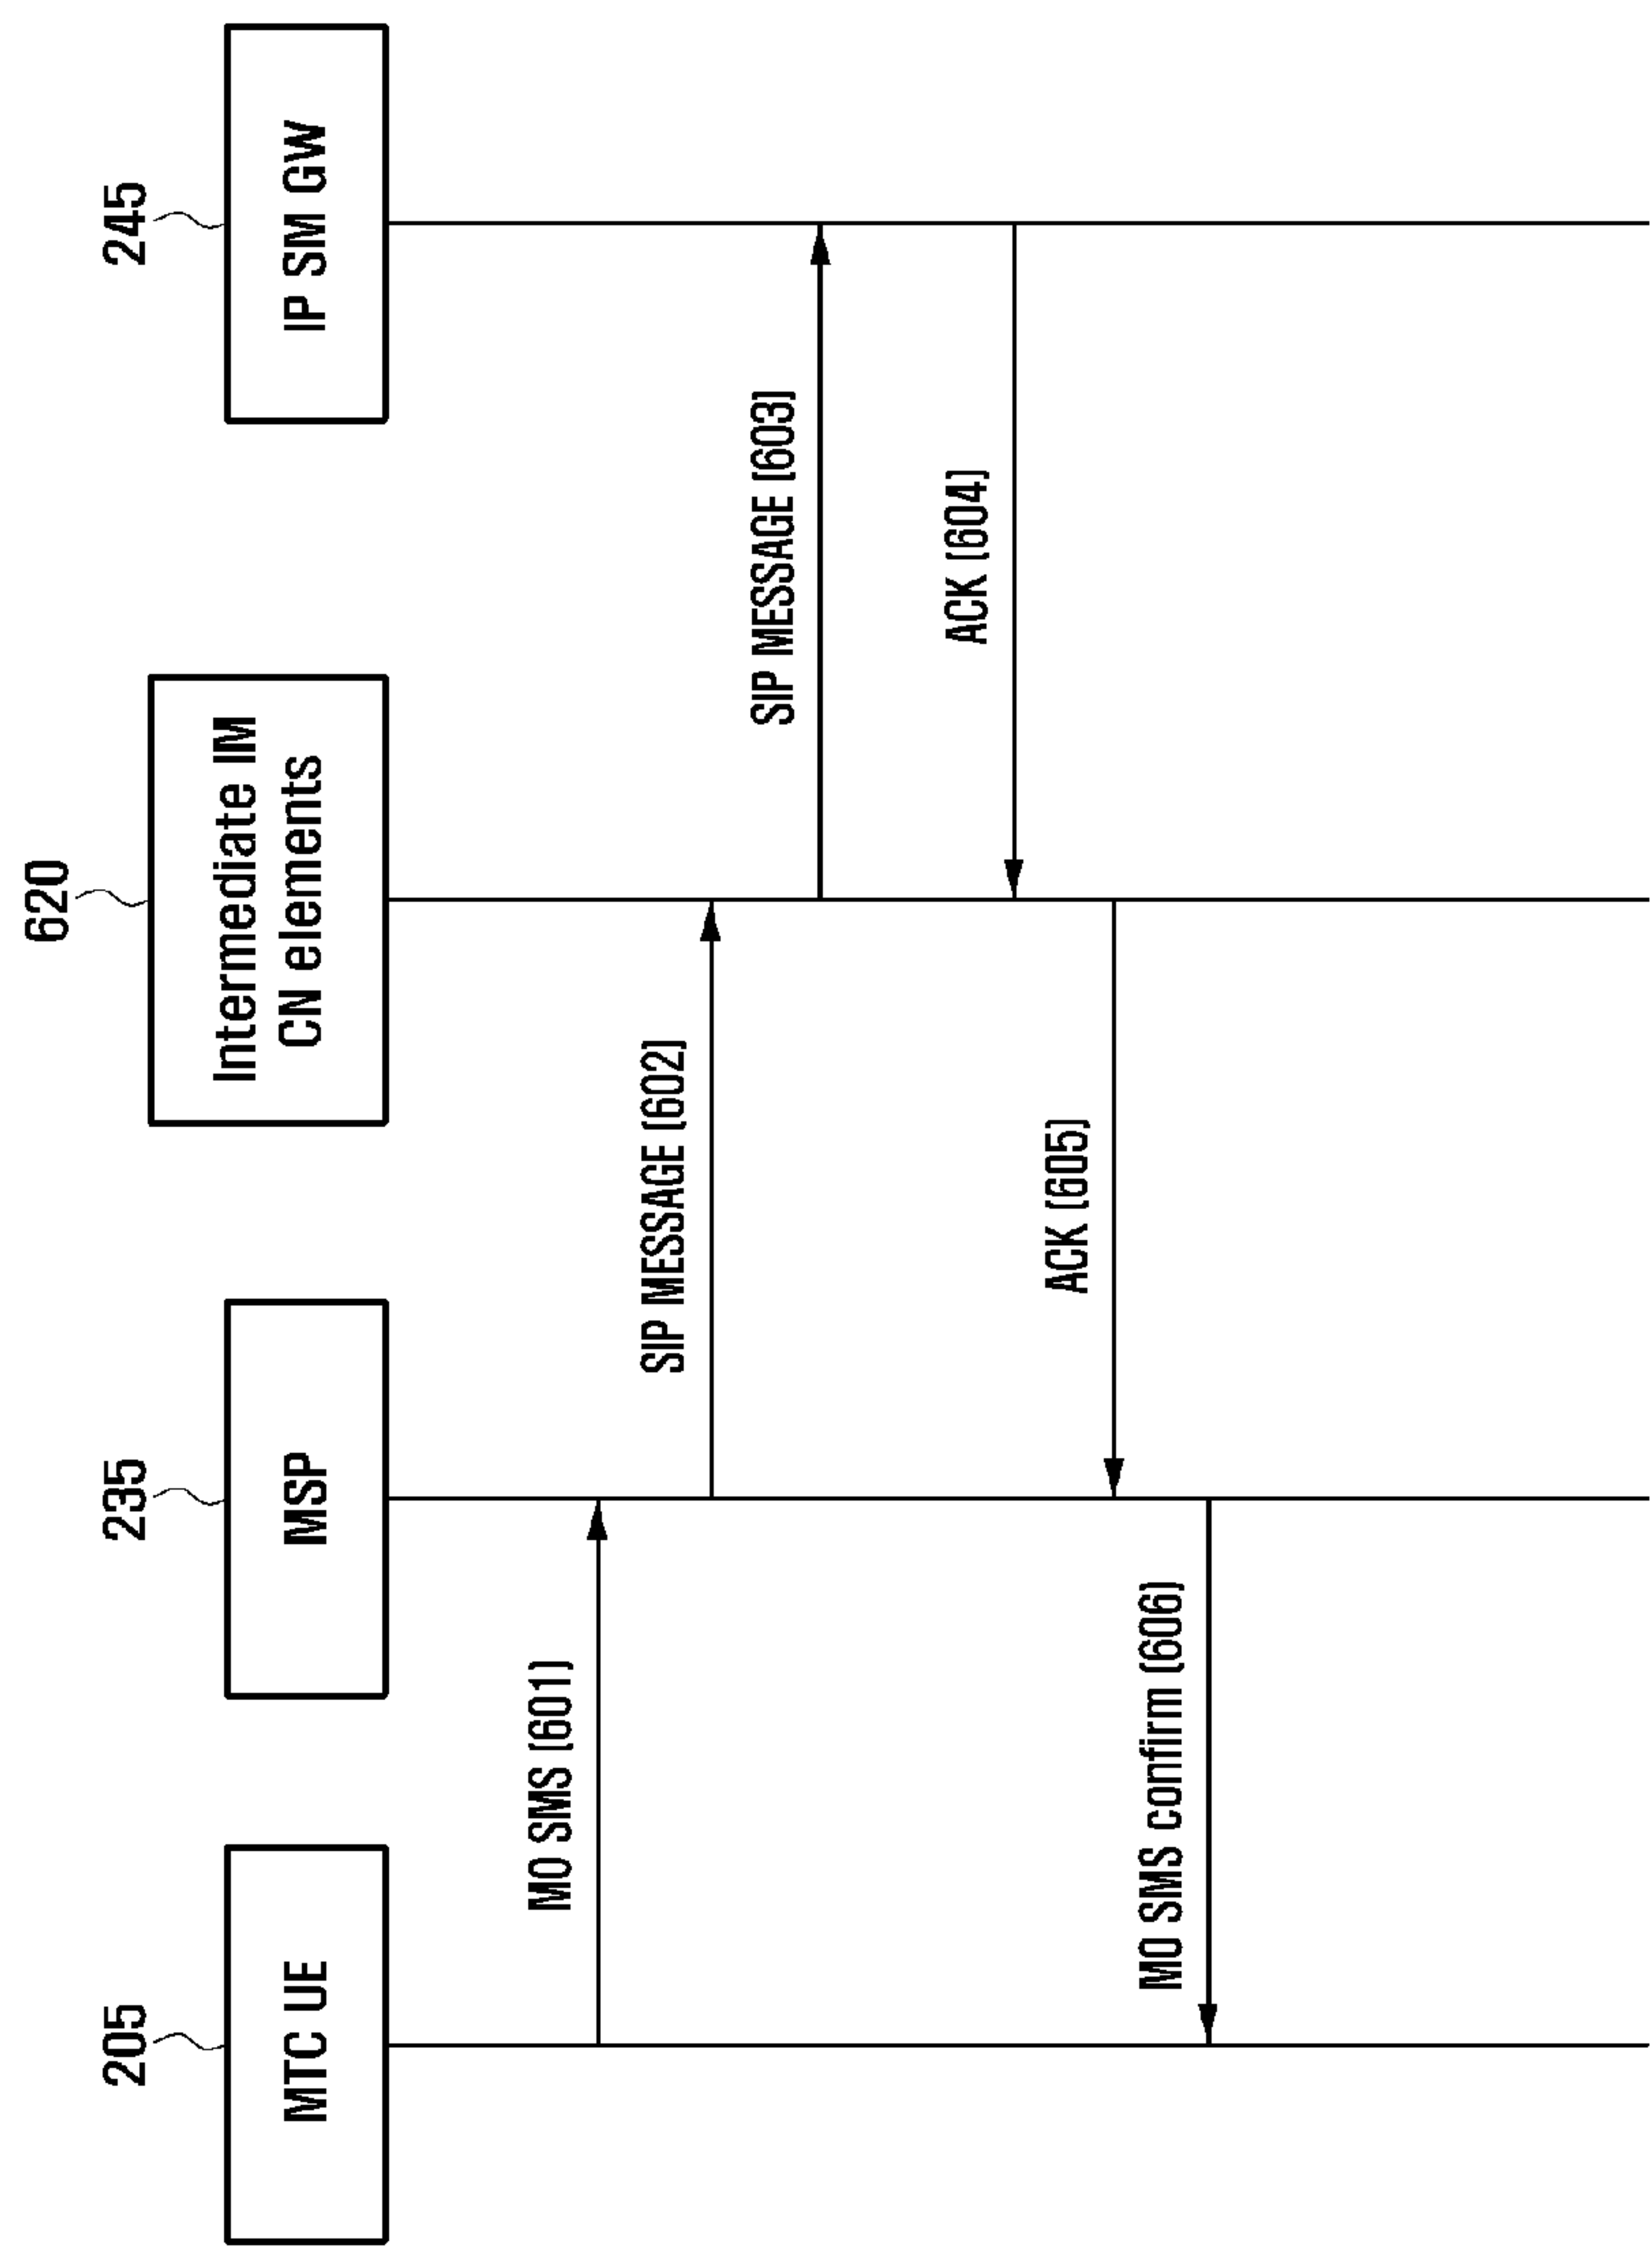 205
235
620
245
MTC UE
MSP
Intermediate IM
CN elements
IP SM GW
MO SMS (601)
SIP MESSAGE (602)
SIP MESSAGE (603)
ACK (604)
ACK (605)
MO SMS confirm (606)